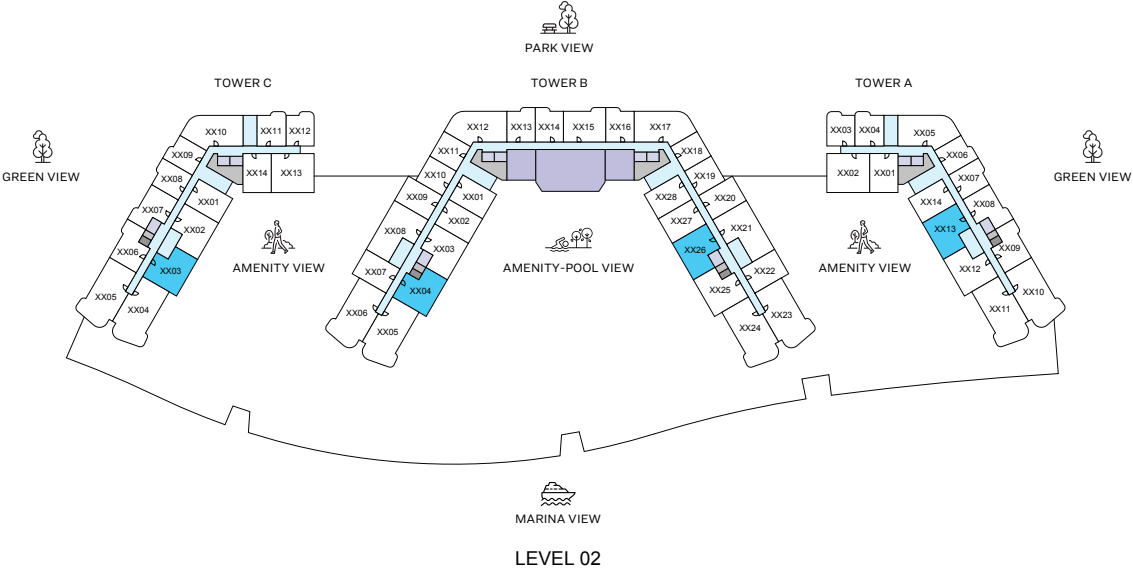 PARK VIEW
TOWER C
TOWER B
TOWER A
GREEN VIEW
GREEN VIEW
XX10
XX11
XX12
XX09
XX08
XX14
XX13
XX07
XX01
XX06
XX02
XX05
XX03
XX04
AMENITY VIEW
XX12
XX13
XX14
XX15
XX16
XX17
XX11
XX18
XX10
XX19
XX09
XX01
XX28
XX20
XX08
XX02
XX27
XX21
XX07
XX03
XX26
XX22
XX06
XX04
XX25
XX23
XX05
XX24
AMENITY-POOL VIEW
AMENITY VIEW
XX03
XX04
XX05
XX02
XX01
XX06
XX07
XX14
XX08
XX13
XX09
XX12
XX10
XX11
MARINA VIEW
LEVEL 02